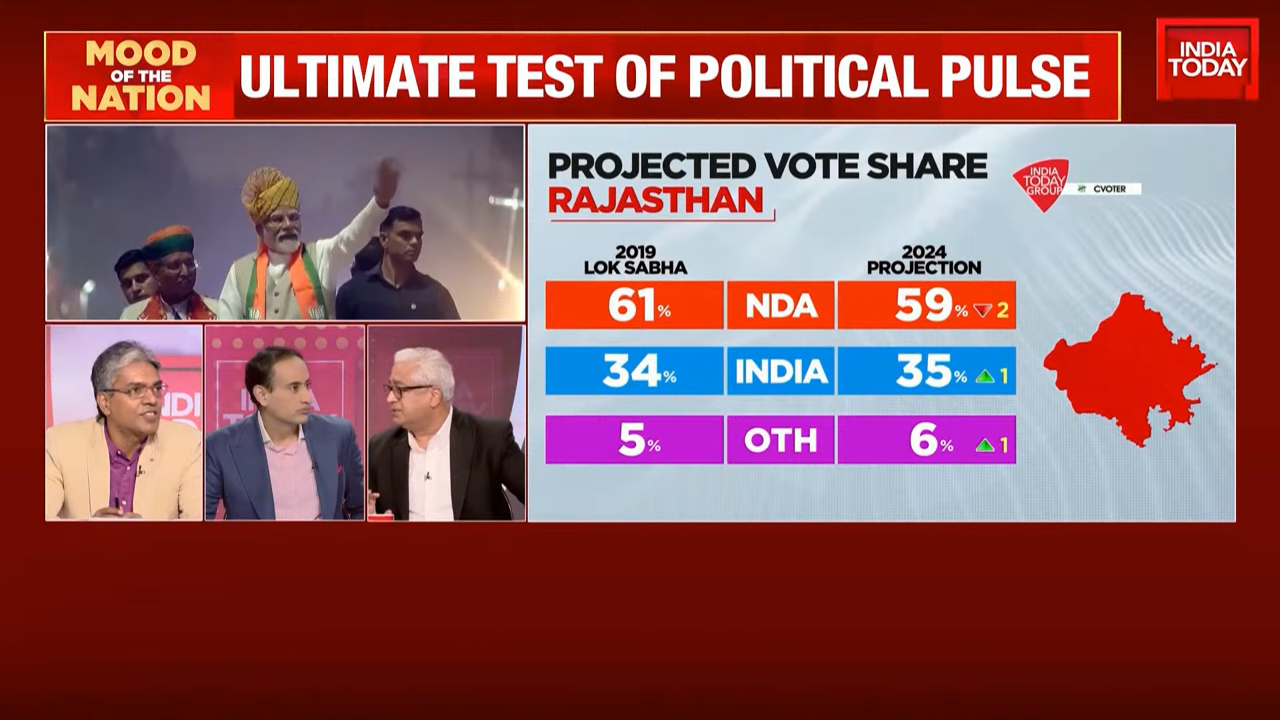 MOOD
OF THE
NATION
ULTIMATE TEST OF POLITICAL PULSE
INDIA
TODAY
PROJECTED VOTE SHARE
RAJASTHAN
INDIA
TODAY
GROUP
CVOTER
2019
LOK SABHA
2024
PROJECTION
61% NDA 59% 2
34% INDIA 35% 1
5% OTH 6% 1